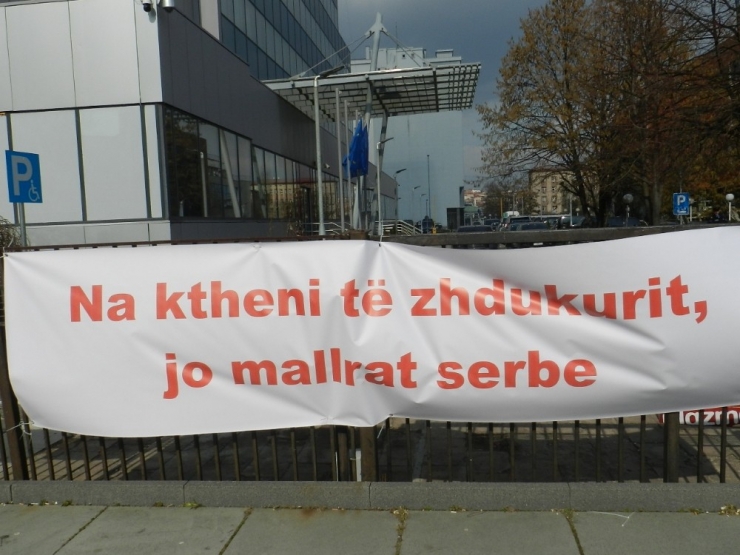 Na ktheni të zhdukurit,
jo mallrat serbe
P
P